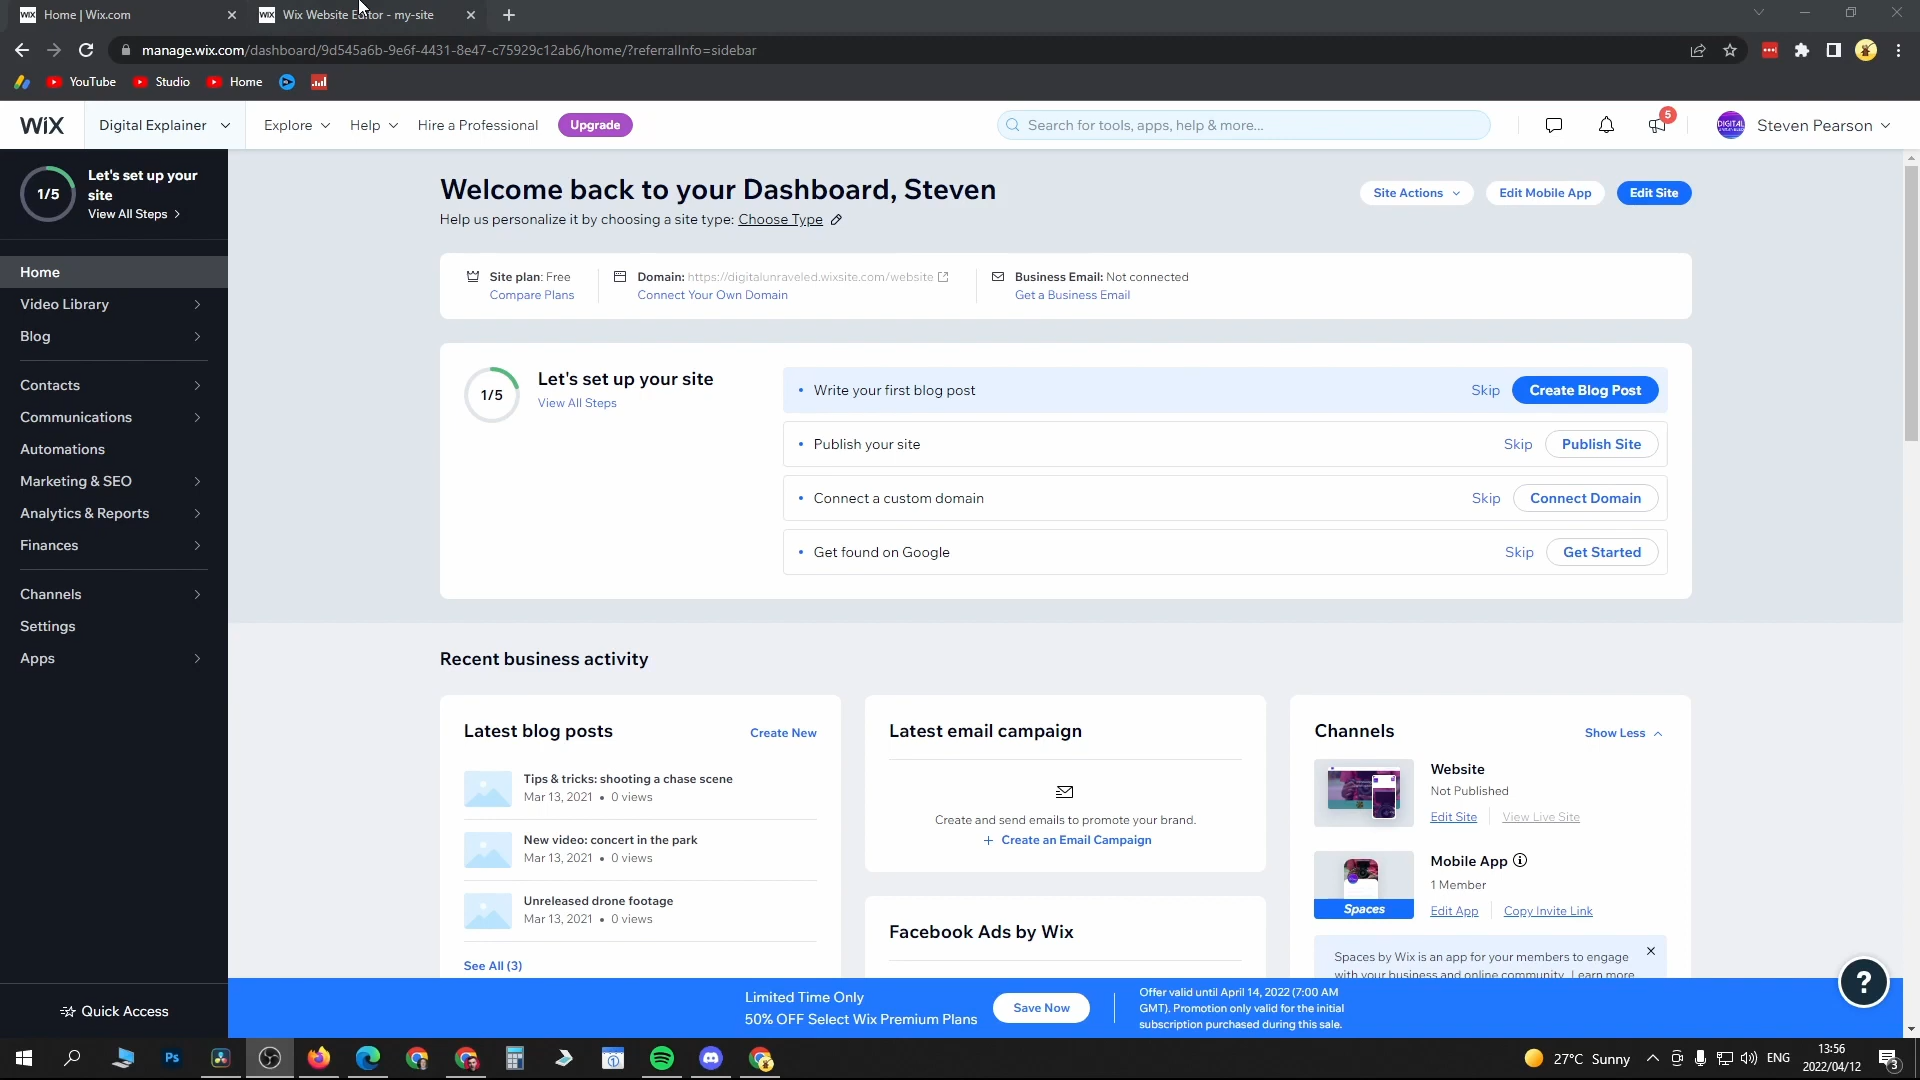 Home | Wix.com
Wix Website Editor - my-site
manage.wix.com/dashboard/9d545a6b-9e6f-4431-8e47-c75929c12ab6/home/?referralInfo=sidebar
YouTube
Studio
Home
WIX
Digital Explainer
Explore
Help
Hire a Professional
Upgrade
Search for tools, apps, help & more...
5
Steven Pearson
1/5
Let's set up your
site
View All Steps
Home
Video Library
Blog
Contacts
Communications
Automations
Marketing & SEO
Analytics & Reports
Finances
Channels
Settings
Apps
Quick Access
Welcome back to your Dashboard, Steven
Help us personalize it by choosing a site type: Choose Type
Site Actions
Edit Mobile App
Edit Site
Site plan: Free
Compare Plans
Domain: https://digitalunraveled.wixsite.com/website
Connect Your Own Domain
Business Email: Not connected
Get a Business Email
1/5
Let's set up your site
View All Steps
Write your first blog post
Skip
Create Blog Post
Publish your site
Skip
Publish Site
Connect a custom domain
Skip
Connect Domain
Get found on Google
Skip
Get Started
Recent business activity
Latest blog posts
Create New
Tips & tricks: shooting a chase scene
Mar 13, 2021 • 0 views
New video: concert in the park
Mar 13, 2021 • 0 views
Unreleased drone footage
Mar 13, 2021 • 0 views
See All (3)
Latest email campaign
Create and send emails to promote your brand.
+ Create an Email Campaign
Facebook Ads by Wix
Channels
Show Less
Website
Not Published
Edit Site
View Live Site
Spaces
Mobile App
1 Member
Edit App
Copy Invite Link
Spaces by Wix is an app for your members to engage
with your business and online community. Learn more
Limited Time Only
50% OFF Select Wix Premium Plans
Save Now
Offer valid until April 14, 2022 (7:00 AM
GMT). Promotion only valid for the initial
subscription purchased during this sale.
?
Ps
27°C Sunny
ENG
13:56
2022/04/12
3